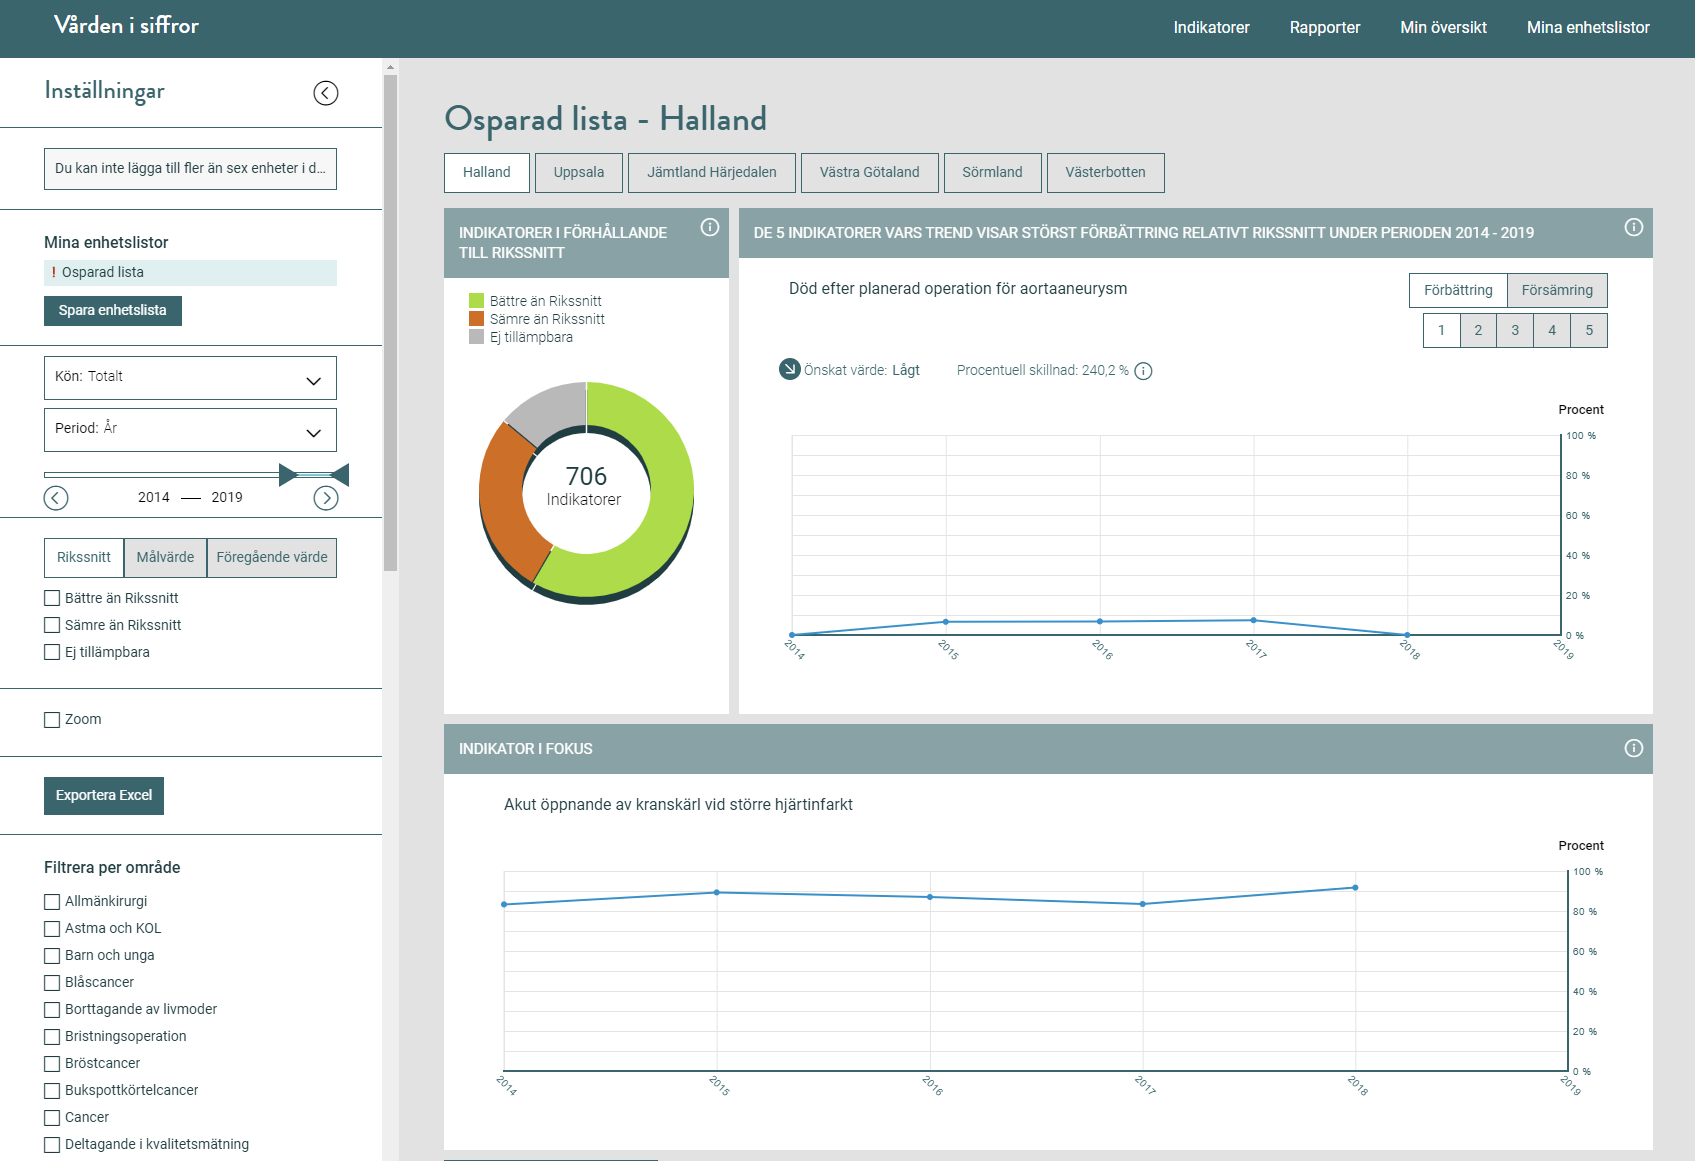 Vården i siffror
Indikatorer
Rapporter
Min översikt
Mina enhetslistor
Inställningar
Du kan inte lägga till fler än sex enheter i d...
Mina enhetslistor
! Osparad lista
Spara enhetslista
Kön: Totalt
Period: År
2014 — 2019
Rikssnitt
Målvärde
Föregående värde
Bättre än Rikssnitt
Sämre än Rikssnitt
Ej tillämpbara
Zoom
Exportera Excel
Filtrera per område
Allmänkirurgi
Astma och KOL
Barn och unga
Blåscancer
Borttagande av livmoder
Bristningsoperation
Bröstcancer
Bukspottkörtelcancer
Cancer
Deltagande i kvalitetsmätning
Osparad lista - Halland
Halland
Uppsala
Jämtland Härjedalen
Västra Götaland
Sörmland
Västerbotten
INDIKATORER I FÖRHÅLLANDE
TILL RIKSSNITT
Bättre än Rikssnitt
Sämre än Rikssnitt
Ej tillämpbara
706
Indikatorer
DE 5 INDIKATORER VARS TREND VISAR STÖRST FÖRBÄTTRING RELATIVT RIKSSNITT UNDER PERIODEN 2014 - 2019
Död efter planerad operation för aortaaneurysm
Förbättring
Försämring
1
2
3
4
5
Önskat värde: Lågt
Procentuell skillnad: 240,2 %
Procent
100 %
80 %
60 %
40 %
20 %
0 %
2014
2015
2016
2017
2018
2019
INDIKATOR I FOKUS
Akut öppnande av kranskärl vid större hjärtinfarkt
Procent
100 %
80 %
60 %
40 %
20 %
0 %
2014
2015
2016
2017
2018
2019